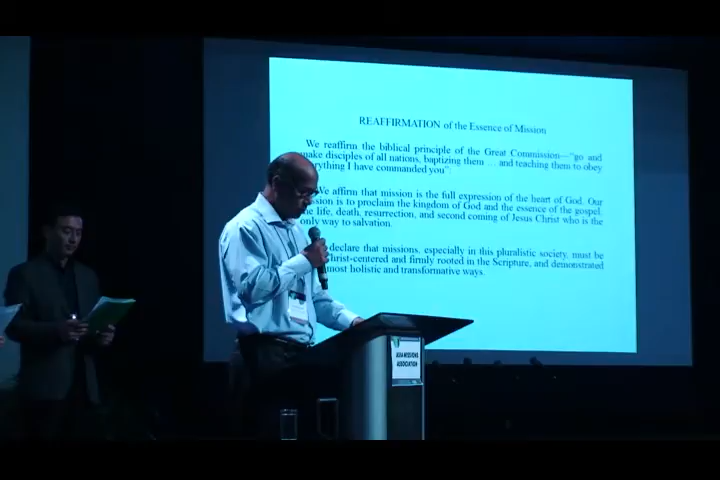 REAFFIRMATION of the Essence of Mission
We reaffirm the biblical principle of the Great Commission—"go and
make disciples of all nations, baptizing them … and teaching them to obey
everything I have commanded you".
We affirm that mission is the full expression of the heart of God. Our
mission is to proclaim the kingdom of God and the essence of the gospel,
the life, death, resurrection, and second coming of Jesus Christ who is the
only way to salvation.
declare that missions, especially in this pluralistic society, must be
Christ-centered and firmly rooted in the Scripture, and demonstrated
most holistic and transformative ways.
ASIA MISSIONS
ASSOCIATION